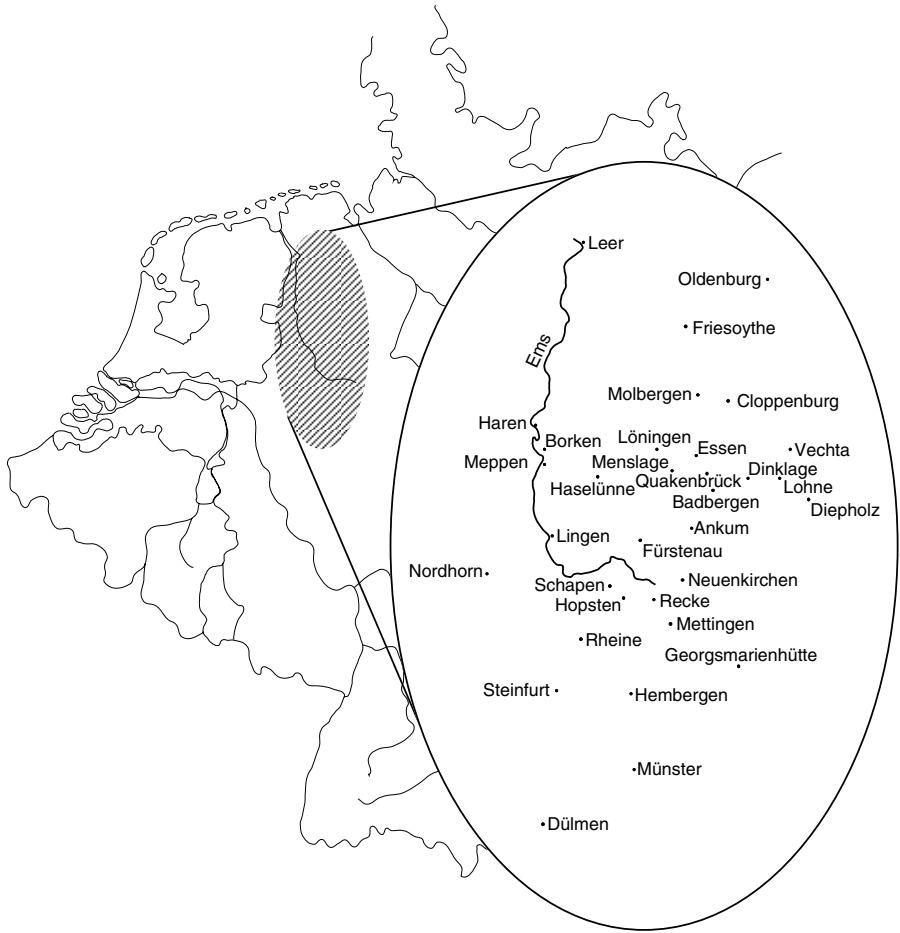 Leer
Oldenburg
Friesoythe
Ems
Molbergen
Cloppenburg
Haren
Borken
Löningen
Essen
Vechta
Meppen
Menslage
Dinklage
Haselünne
Quakenbrück
Lohne
Badbergen
Diepholz
Ankum
Lingen
Fürstenau
Nordhorn
Neuenkirchen
Schapen
Hopsten
Recke
Mettingen
Rheine
Georgsmarienhütte
Steinfurt
Hembergen
Münster
Dülmen